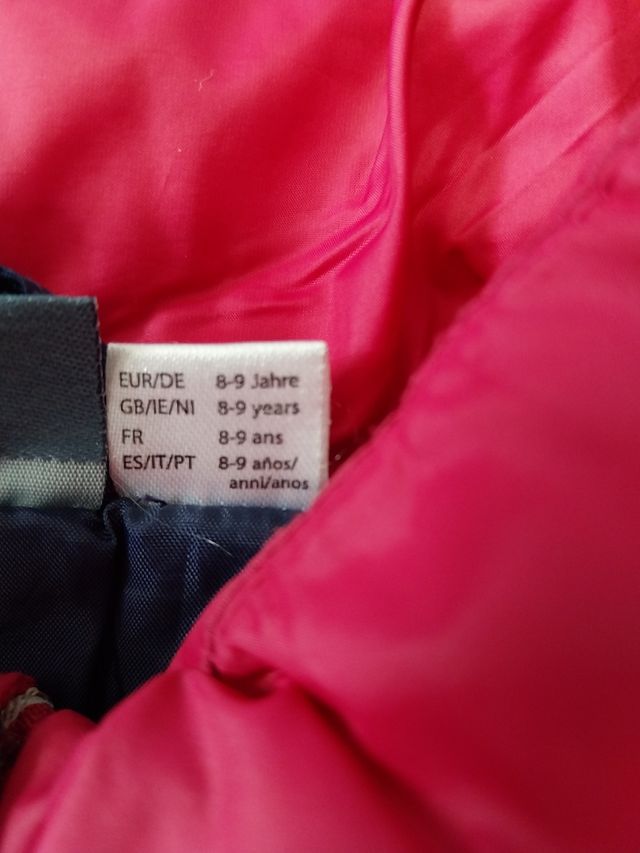 EUR/DE 8-9 Jahre
GB/IE/NI 8-9 years
FR 8-9 ans
ES/IT/PT 8-9 años/
anni/anos